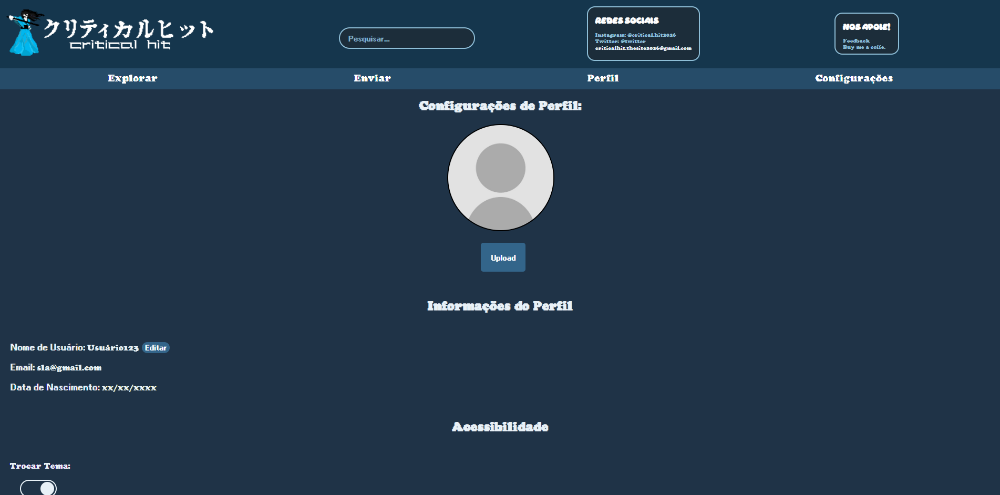 クリティカルヒット
critical hit
Pesquisar...
REDES SOCIAIS
Instagram: @critical.hit2026
Twitter: @twitter
criticalhit.thesite2026@gmail.com
NOS APOIE!
Feedback
Buy me a coffe.
Explorar
Enviar
Perfil
Configurações
Configurações de Perfil:
Upload
Informações do Perfil
Nome de Usuário: Usuário123 Editar
Email: sla@gmail.com
Data de Nascimento: xx/xx/xxxx
Acessibilidade
Trocar Tema: